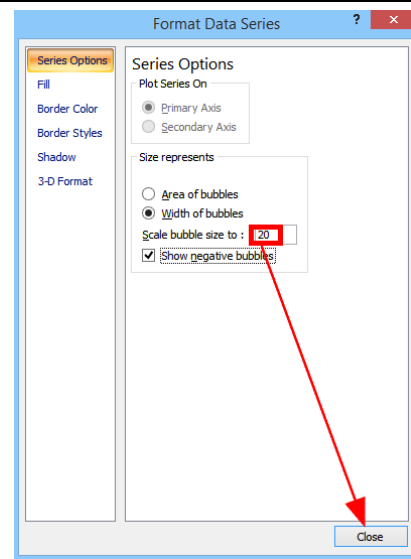 Format Data Series
? ×
Series Options
Fill
Border Color
Border Styles
Shadow
3-D Format
Series Options
Plot Series On
Primary Axis
Secondary Axis
Size represents
Area of bubbles
Width of bubbles
Scale bubble size to : 20
Show negative bubbles
Close